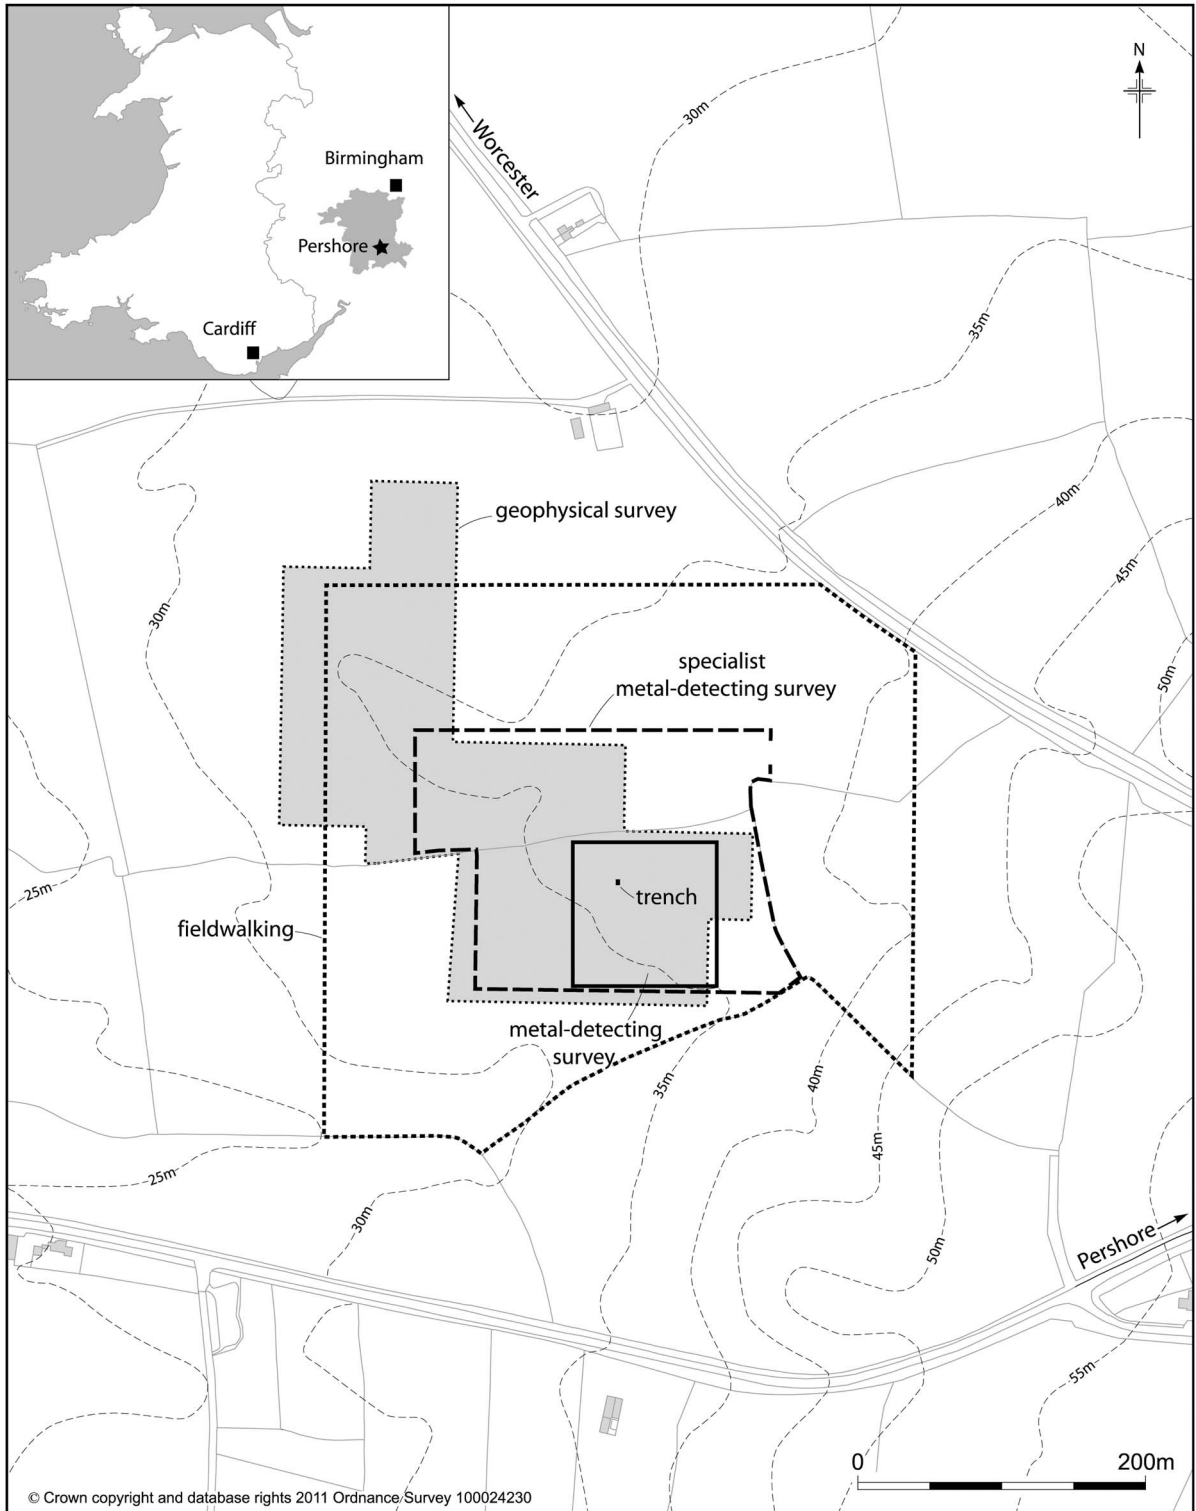 N
Birmingham
Pershore
Cardiff
Worcester
30m
35m
40m
45m
50m
geophysical survey
30m
specialist
metal-detecting survey
25m
trench
fieldwalking
metal-detecting
survey
35m
40m
45m
25m
30m
50m
Pershore
55m
0
200m
© Crown copyright and database rights 2011 Ordnance Survey 100024230